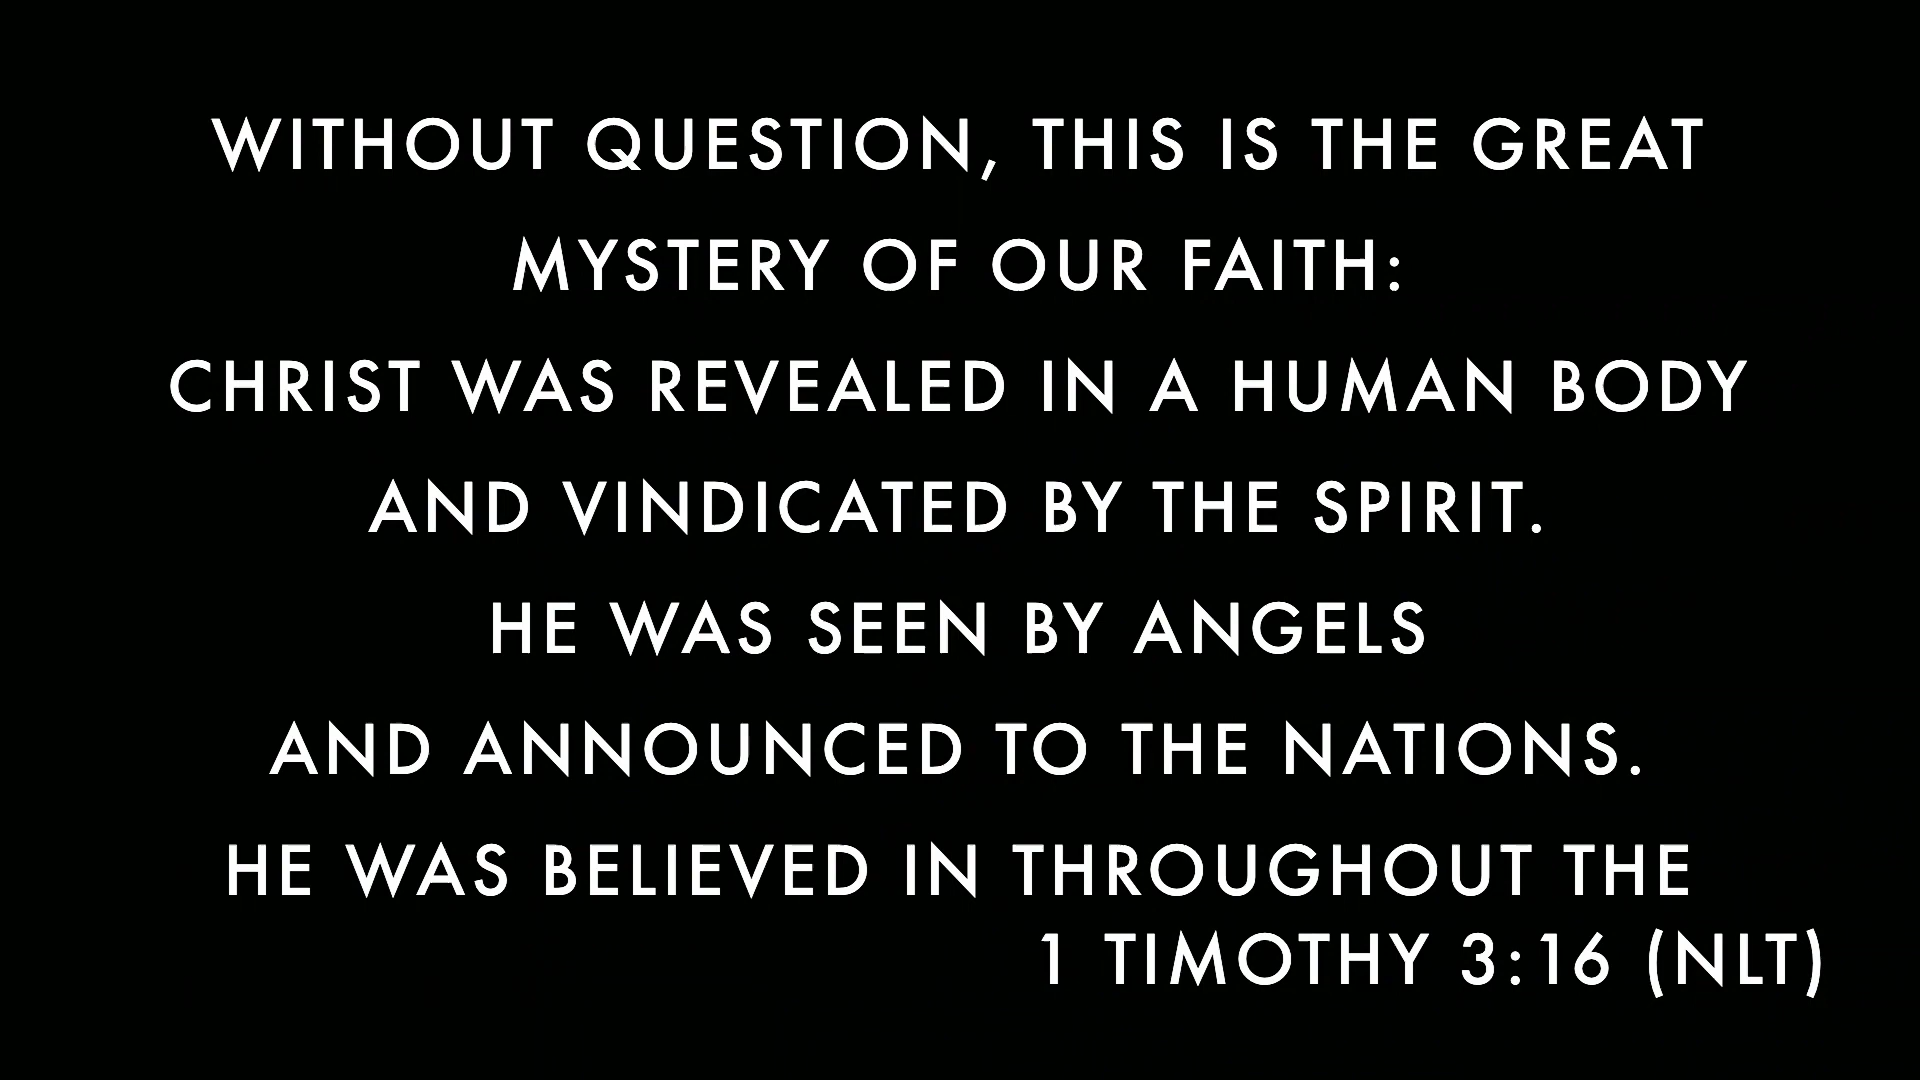 WITHOUT QUESTION, THIS IS THE GREAT
MYSTERY OF OUR FAITH:
CHRIST WAS REVEALED IN A HUMAN BODY
AND VINDICATED BY THE SPIRIT.
HE WAS SEEN BY ANGELS
AND ANNOUNCED TO THE NATIONS.
HE WAS BELIEVED IN THROUGHOUT THE
1 TIMOTHY 3:16 (NLT)